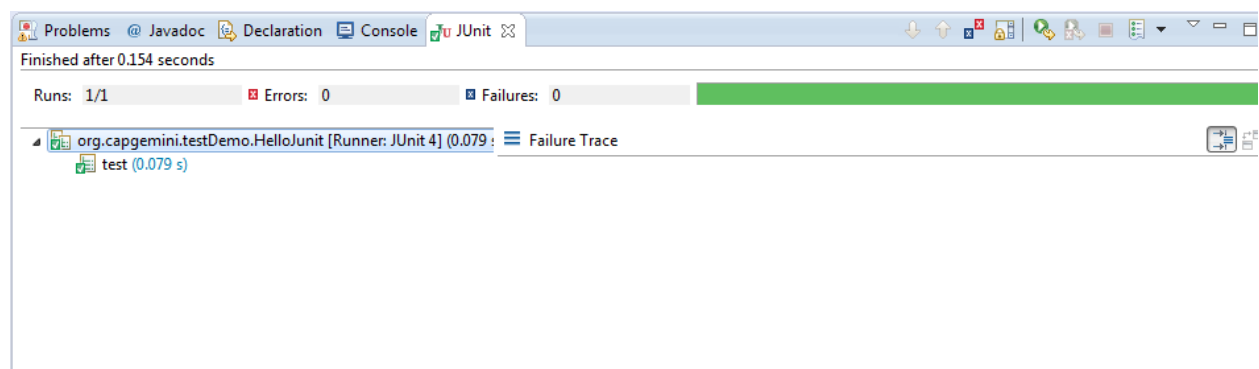 Problems @ Javadoc Declaration Console JUnit
Finished after 0.154 seconds
Runs: 1/1 Errors: 0 Failures: 0
org.capgemini.testDemo.HelloJunit [Runner: JUnit 4] (0.079 s Failure Trace
test (0.079 s)